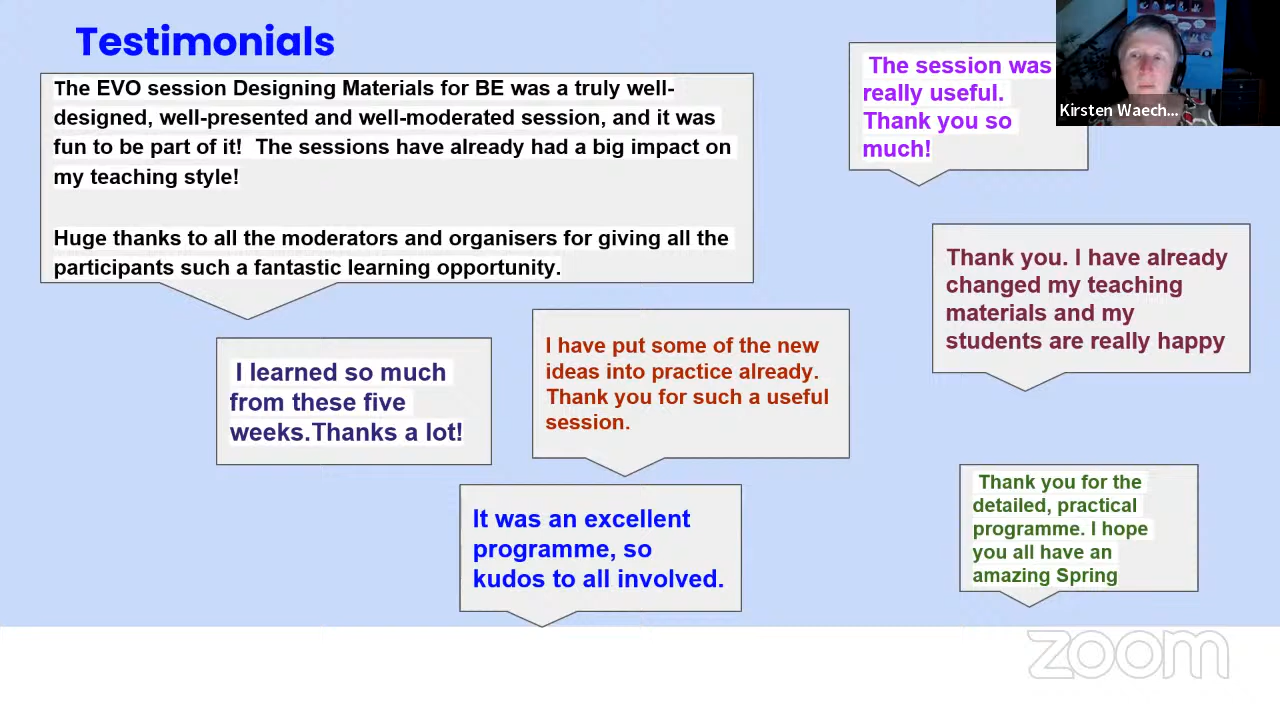 Testimonials
The EVO session Designing Materials for BE was a truly well-
designed, well-presented and well-moderated session, and it was
fun to be part of it!  The sessions have already had a big impact on
my teaching style!
Huge thanks to all the moderators and organisers for giving all the
participants such a fantastic learning opportunity.
The session was
really useful.
Thank you so
much!
Kirsten Waech...
Thank you. I have already
changed my teaching
materials and my
students are really happy
I learned so much
from these five
weeks.Thanks a lot!
I have put some of the new
ideas into practice already.
Thank you for such a useful
session.
It was an excellent
programme, so
kudos to all involved.
Thank you for the
detailed, practical
programme. I hope
you all have an
amazing Spring
zoom